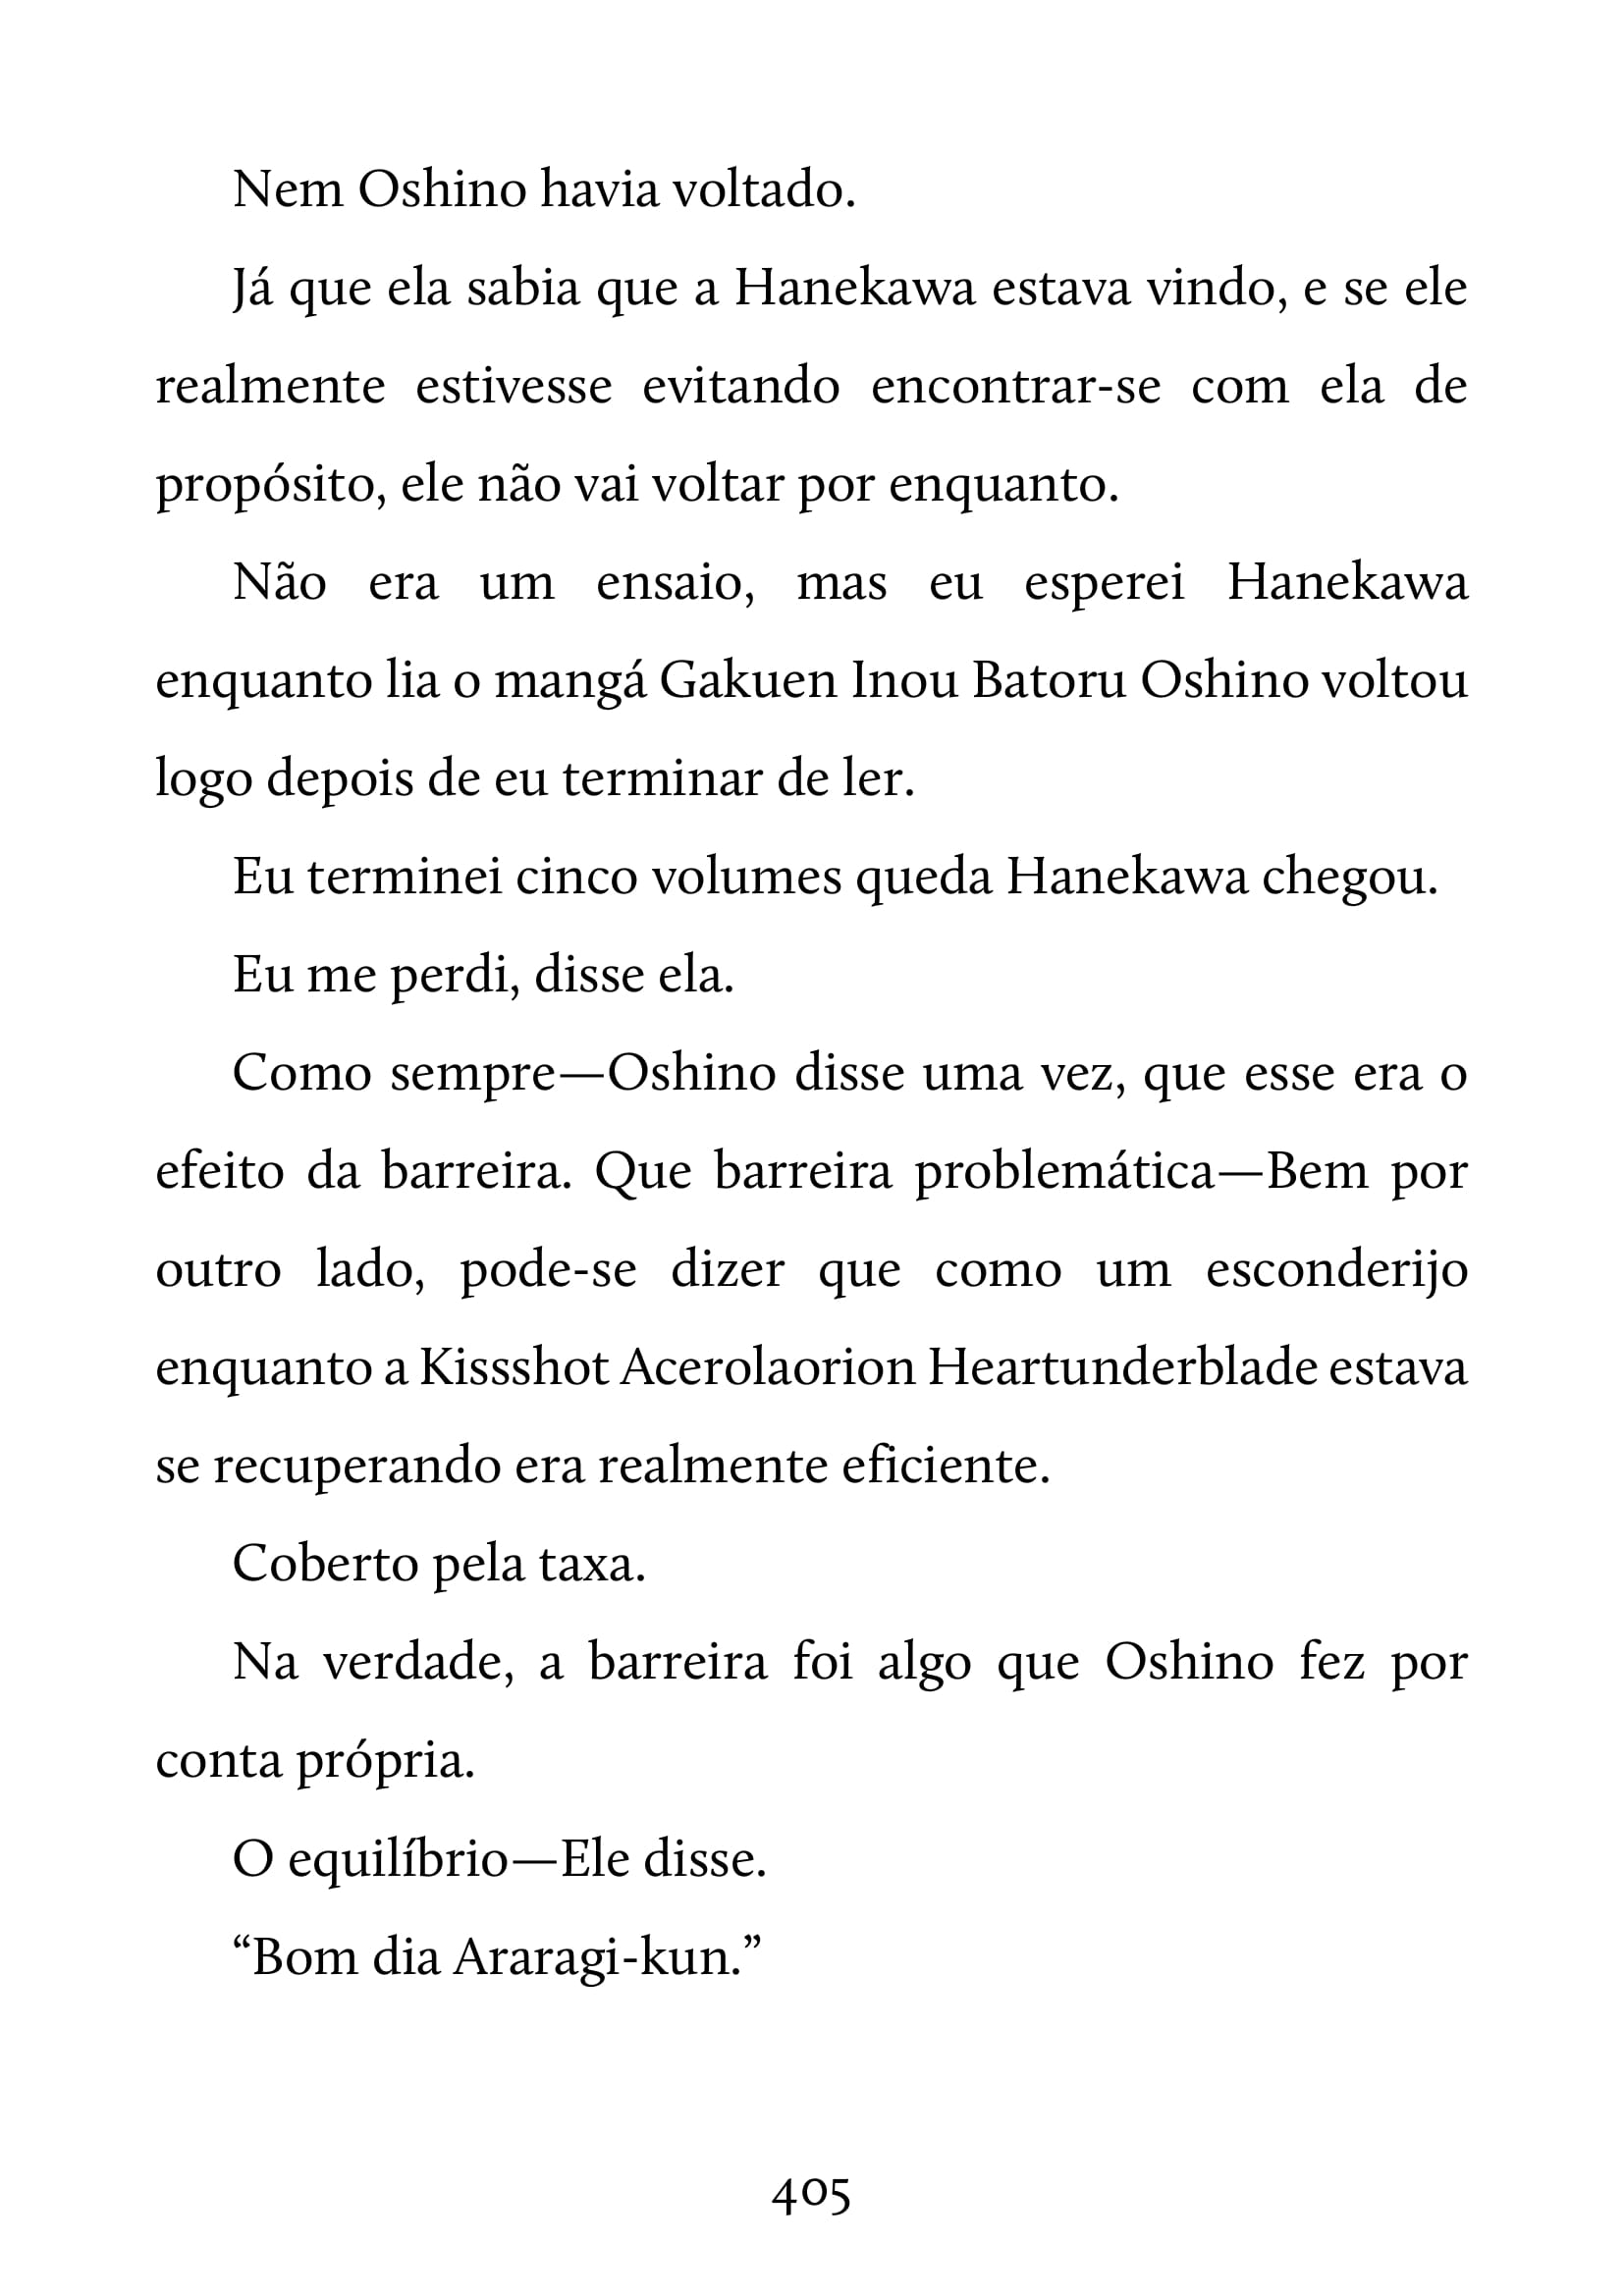 Nem Oshino havia voltado.
Já que ela sabia que a Hanekawa estava vindo, e se ele
realmente estivesse evitando encontrar-se com ela de
propósito, ele não vai voltar por enquanto.
Não era um ensaio, mas eu esperei Hanekawa
enquanto lia o mangá Gakuen Inou Batoru Oshino voltou
logo depois de eu terminar de ler.
Eu terminei cinco volumes queda Hanekawa chegou.
Eu me perdi, disse ela.
Como sempre—Oshino disse uma vez, que esse era o
efeito da barreira. Que barreira problemática—Bem por
outro lado, pode-se dizer que como um esconderijo
enquanto a Kissshot Acerolaorion Heartunderblade estava
se recuperando era realmente eficiente.
Coberto pela taxa.
Na verdade, a barreira foi algo que Oshino fez por
conta própria.
O equilíbrio—Ele disse.
“Bom dia Araragi-kun.”
405